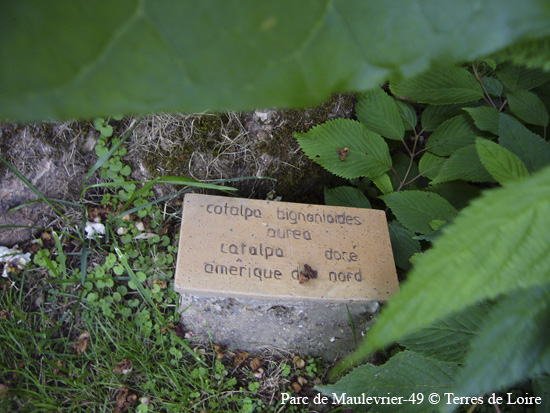 catalpa bignonioides
aurea
catalpa doré
amérique du nord
Parc de Maulevrier-49 © Terres de Loire